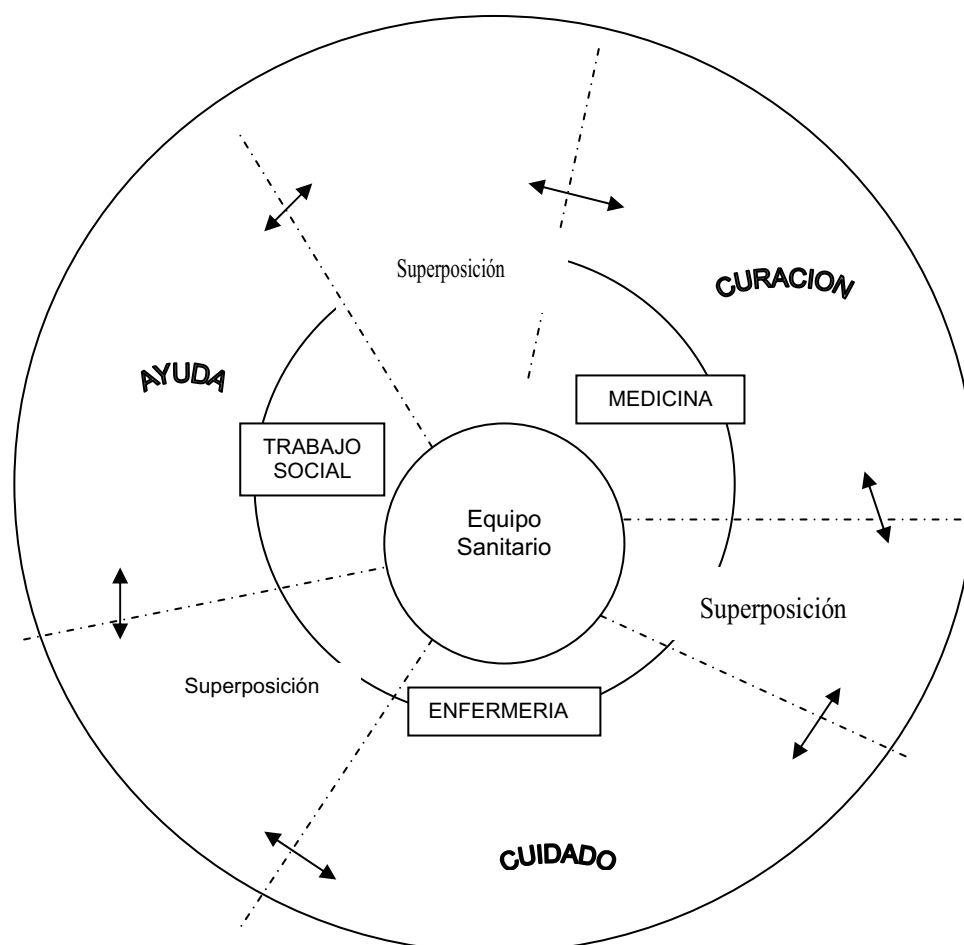 Superposición
CURACION
AYUDA
MEDICINA
TRABAJO
SOCIAL
Equipo
Sanitario
Superposición
Superposición
ENFERMERIA
CUIDADO